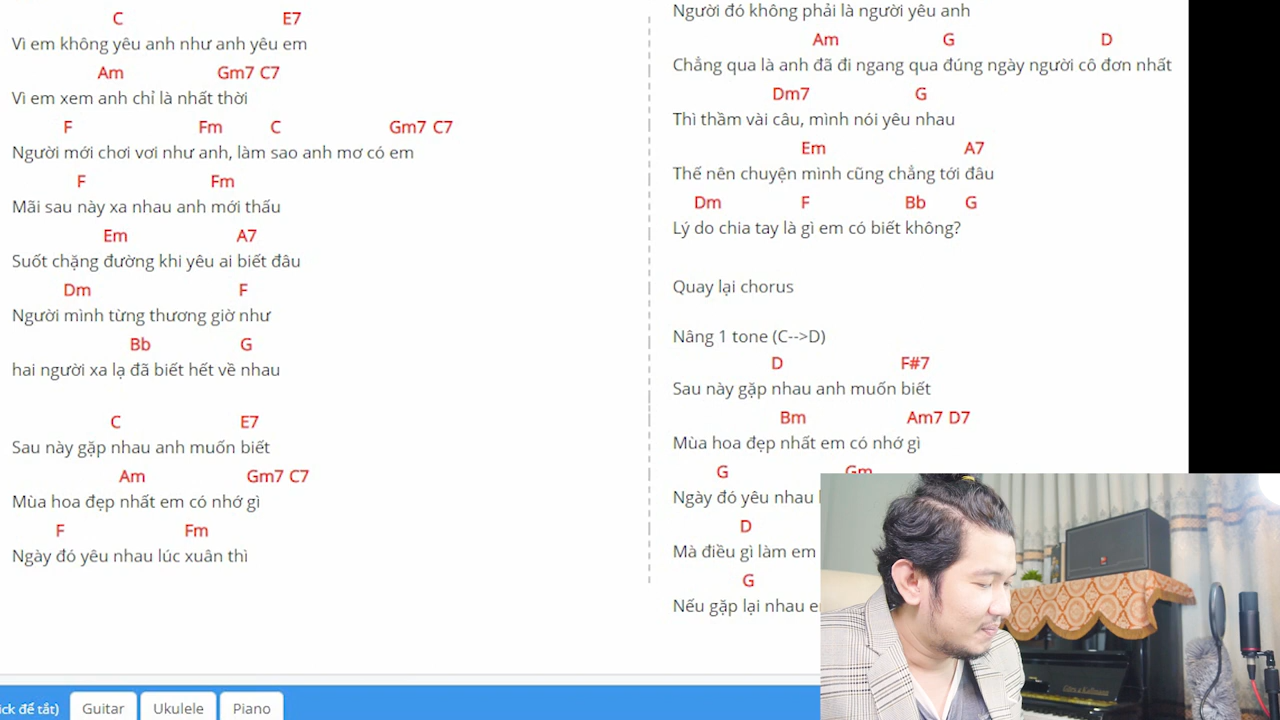 C E7
Vì em không yêu anh như anh yêu em
Am Gm7 C7
Vì em xem anh chỉ là nhất thời
F Fm C Gm7 C7
Người mới chơi vơi như anh, làm sao anh mơ có em
F Fm
Mãi sau này xa nhau anh mới thấu
Em A7
Suốt chặng đường khi yêu ai biết đâu
Dm F
Người mình từng thương giờ như
Bb G
hai người xa lạ đã biết hết về nhau
C E7
Sau này gặp nhau anh muốn biết
Am Gm7 C7
Mùa hoa đẹp nhất em có nhớ gì
F Fm
Ngày đó yêu nhau lúc xuân thì
Người đó không phải là người yêu anh
Am G D
Chẳng qua là anh đã đi ngang qua đúng ngày người cô đơn nhất
Dm7 G
Thì thầm vài câu, mình nói yêu nhau
Em A7
Thế nên chuyện mình cũng chẳng tới đâu
Dm F Bb G
Lý do chia tay là gì em có biết không?
Quay lại chorus
Nâng 1 tone (C-->D)
D F#7
Sau này gặp nhau anh muốn biết
Bm Am7 D7
Mùa hoa đẹp nhất em có nhớ gì
G Gm
Ngày đó yêu nhau
D
Mà điều gì làm em
G
Nếu gặp lại nhau
ick để tắt) Guitar Ukulele Piano